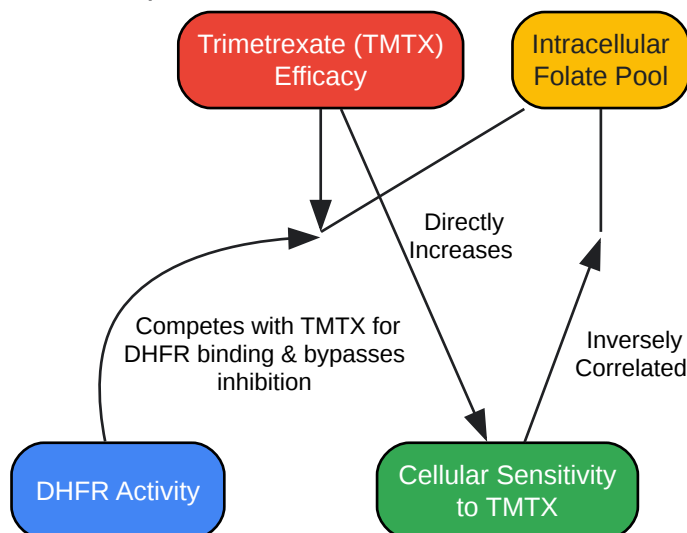 Trimetrexate (TMTX)
Efficacy
Intracellular
Folate Pool
Directly
Increases
Competes with TMTX for
DHFR binding & bypasses
inhibition
Inversely
Correlated
DHFR Activity
Cellular Sensitivity
to TMTX